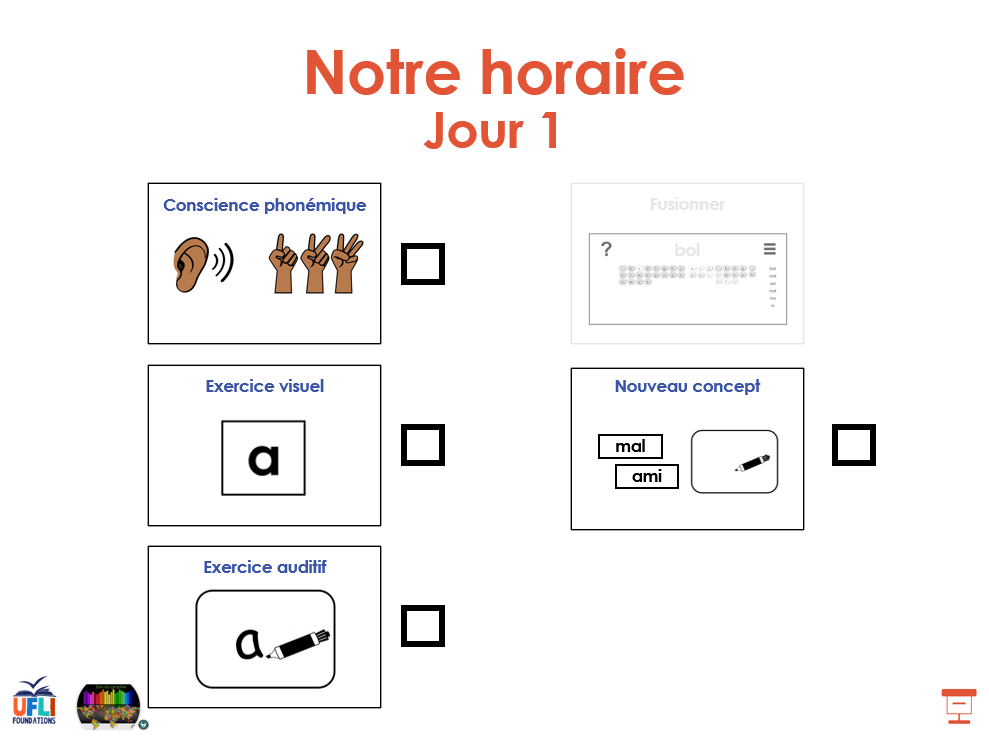 Notre horaire
Jour 1
Conscience phonémique
Exercice visuel
a
Exercice auditif
a
Fusionner
?
bol
Nouveau concept
mal
ami
UFLI
FOUNDATIONS